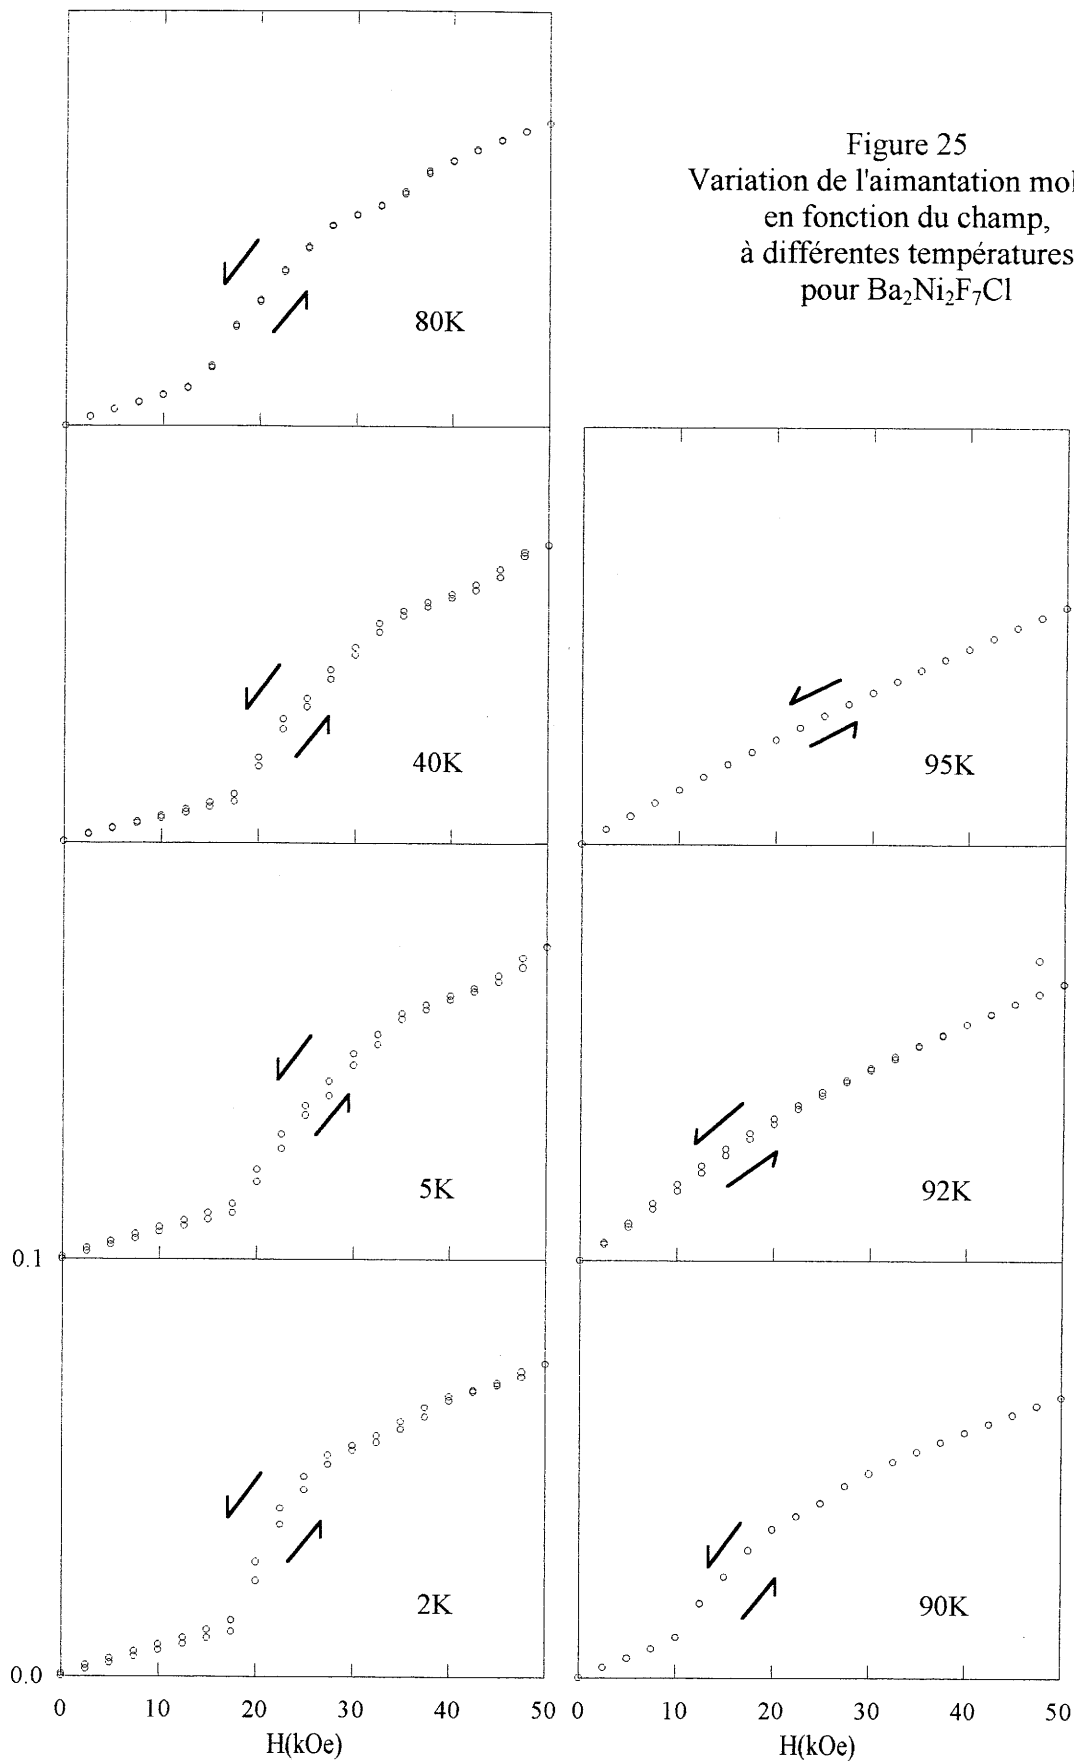 Figure 25
Variation de l'aimantation
en fonction du champ,
à différentes températures
pour Ba₂Ni₂F₇Cl
80K
40K
95K
5K
92K
0.1
2K
90K
0.0
0 10 20 30 40 50
H(kOe)
0 10 20 30 40 50
H(kOe)